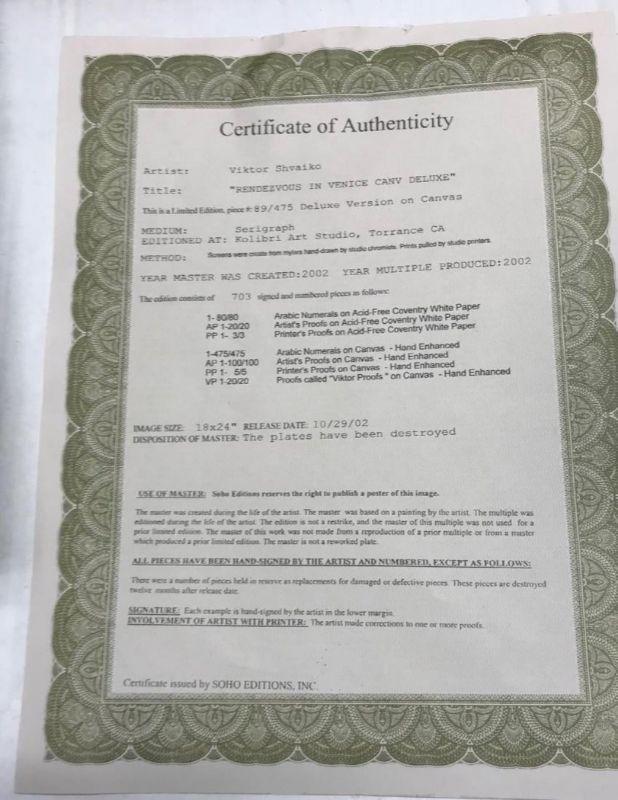 Certificate of Authenticity
Artist: Viktor Shvaiko
Title: "RENDEZVOUS IN VENICE CANV DELUXE"
This is a Limited Edition, piece #: 89/475 Deluxe Version on Canvas
MEDIUM: Serigraph
EDITIONED AT: Kolibri Art Studio, Torrance CA
METHOD: Screens were create from mylars hand-drawn by studio chromists. Prints pulled by studio printers.
YEAR MASTER WAS CREATED:2002 YEAR MULTIPLE PRODUCED:2002
The edition consists of 703 signed and numbered pieces as follows:
1- 80/80 Arabic Numerals on Acid-Free Coventry White Paper
AP 1-20/20 Artist's Proofs on Acid-Free Coventry White Paper
PP 1- 3/3 Printer's Proofs on Acid-Free Coventry White Paper
1-475/475 Arabic Numerals on Canvas - Hand Enhanced
AP 1-100/100 Artist's Proofs on Canvas - Hand Enhanced
PP 1- 5/5 Printer's Proofs on Canvas - Hand Enhanced
VP 1-20/20 Proofs called "Viktor Proofs" on Canvas - Hand Enhanced
IMAGE SIZE: 18x24" RELEASE DATE: 10/29/02
DISPOSITION OF MASTER: The plates have been destroyed
USE OF MASTER: Soho Editions reserves the right to publish a poster of this image.
The master was created during the life of the artist. The master was based on a painting by the artist. The multiple was
editioned during the life of the artist. The edition is not a restrike, and the master of this multiple was not used for a
prior limited edition. The master of this work was not made from a reproduction of a prior multiple or from a master
which produced a prior limited edition. The master is not a reworked plate.
ALL PIECES HAVE BEEN HAND-SIGNED BY THE ARTIST AND NUMBERED, EXCEPT AS FOLLOWS:
There were a number of pieces held in reserve as replacements for damaged or defective pieces. These pieces are destroyed
twelve months after release date.
SIGNATURE: Each example is hand-signed by the artist in the lower margin.
INVOLVEMENT OF ARTIST WITH PRINTER: The artist made corrections to one or more proofs.
Certificate issued by SOHO EDITIONS, INC.